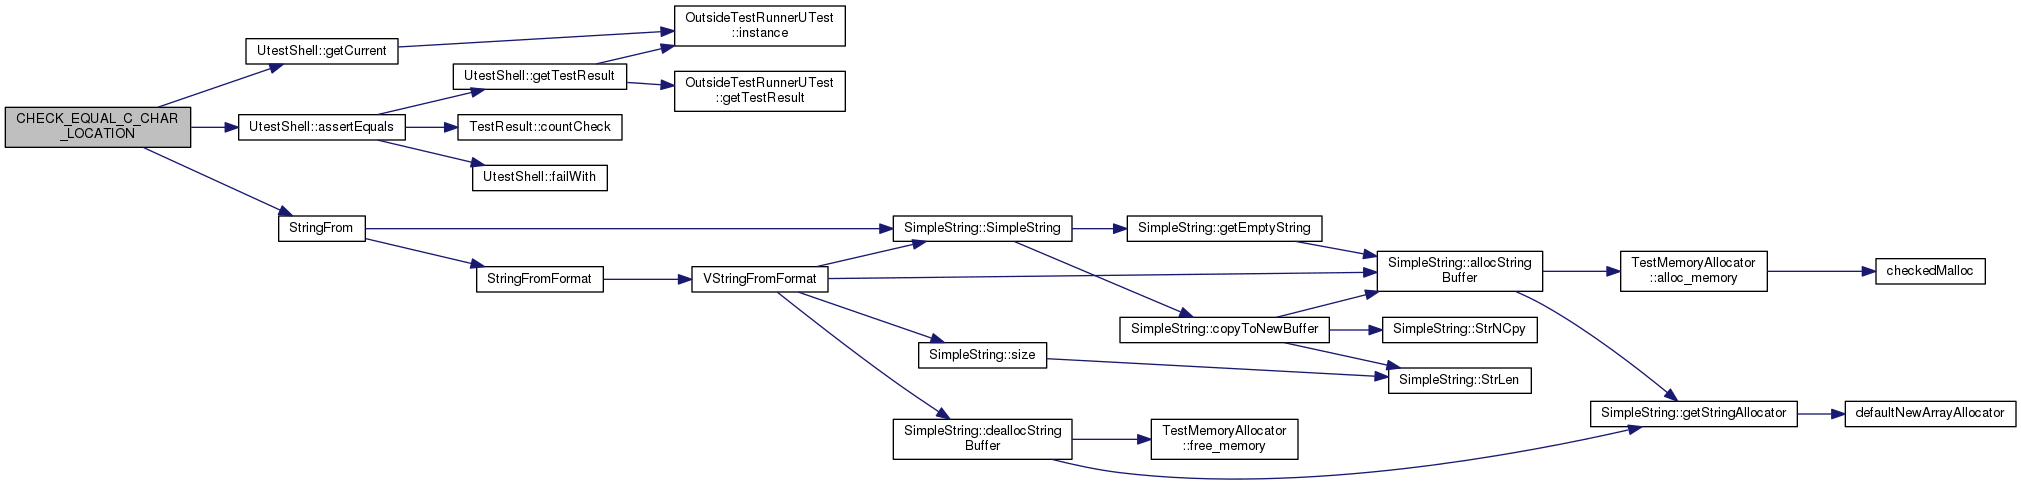 OutsideTestRunnerUTest
::instance
UtestShell::getCurrent
UtestShell::getTestResult
OutsideTestRunnerUTest
::getTestResult
CHECK_EQUAL_C_CHAR
_LOCATION
UtestShell::assertEquals
TestResult::countCheck
UtestShell::failWith
StringFrom
SimpleString::SimpleString
SimpleString::getEmptyString
StringFromFormat
VStringFromFormat
SimpleString::allocString
Buffer
TestMemoryAllocator
::alloc_memory
checkedMalloc
SimpleString::copyToNewBuffer
SimpleString::StrNCpy
SimpleString::size
SimpleString::StrLen
SimpleString::getStringAllocator
defaultNewArrayAllocator
SimpleString::deallocString
Buffer
TestMemoryAllocator
::free_memory